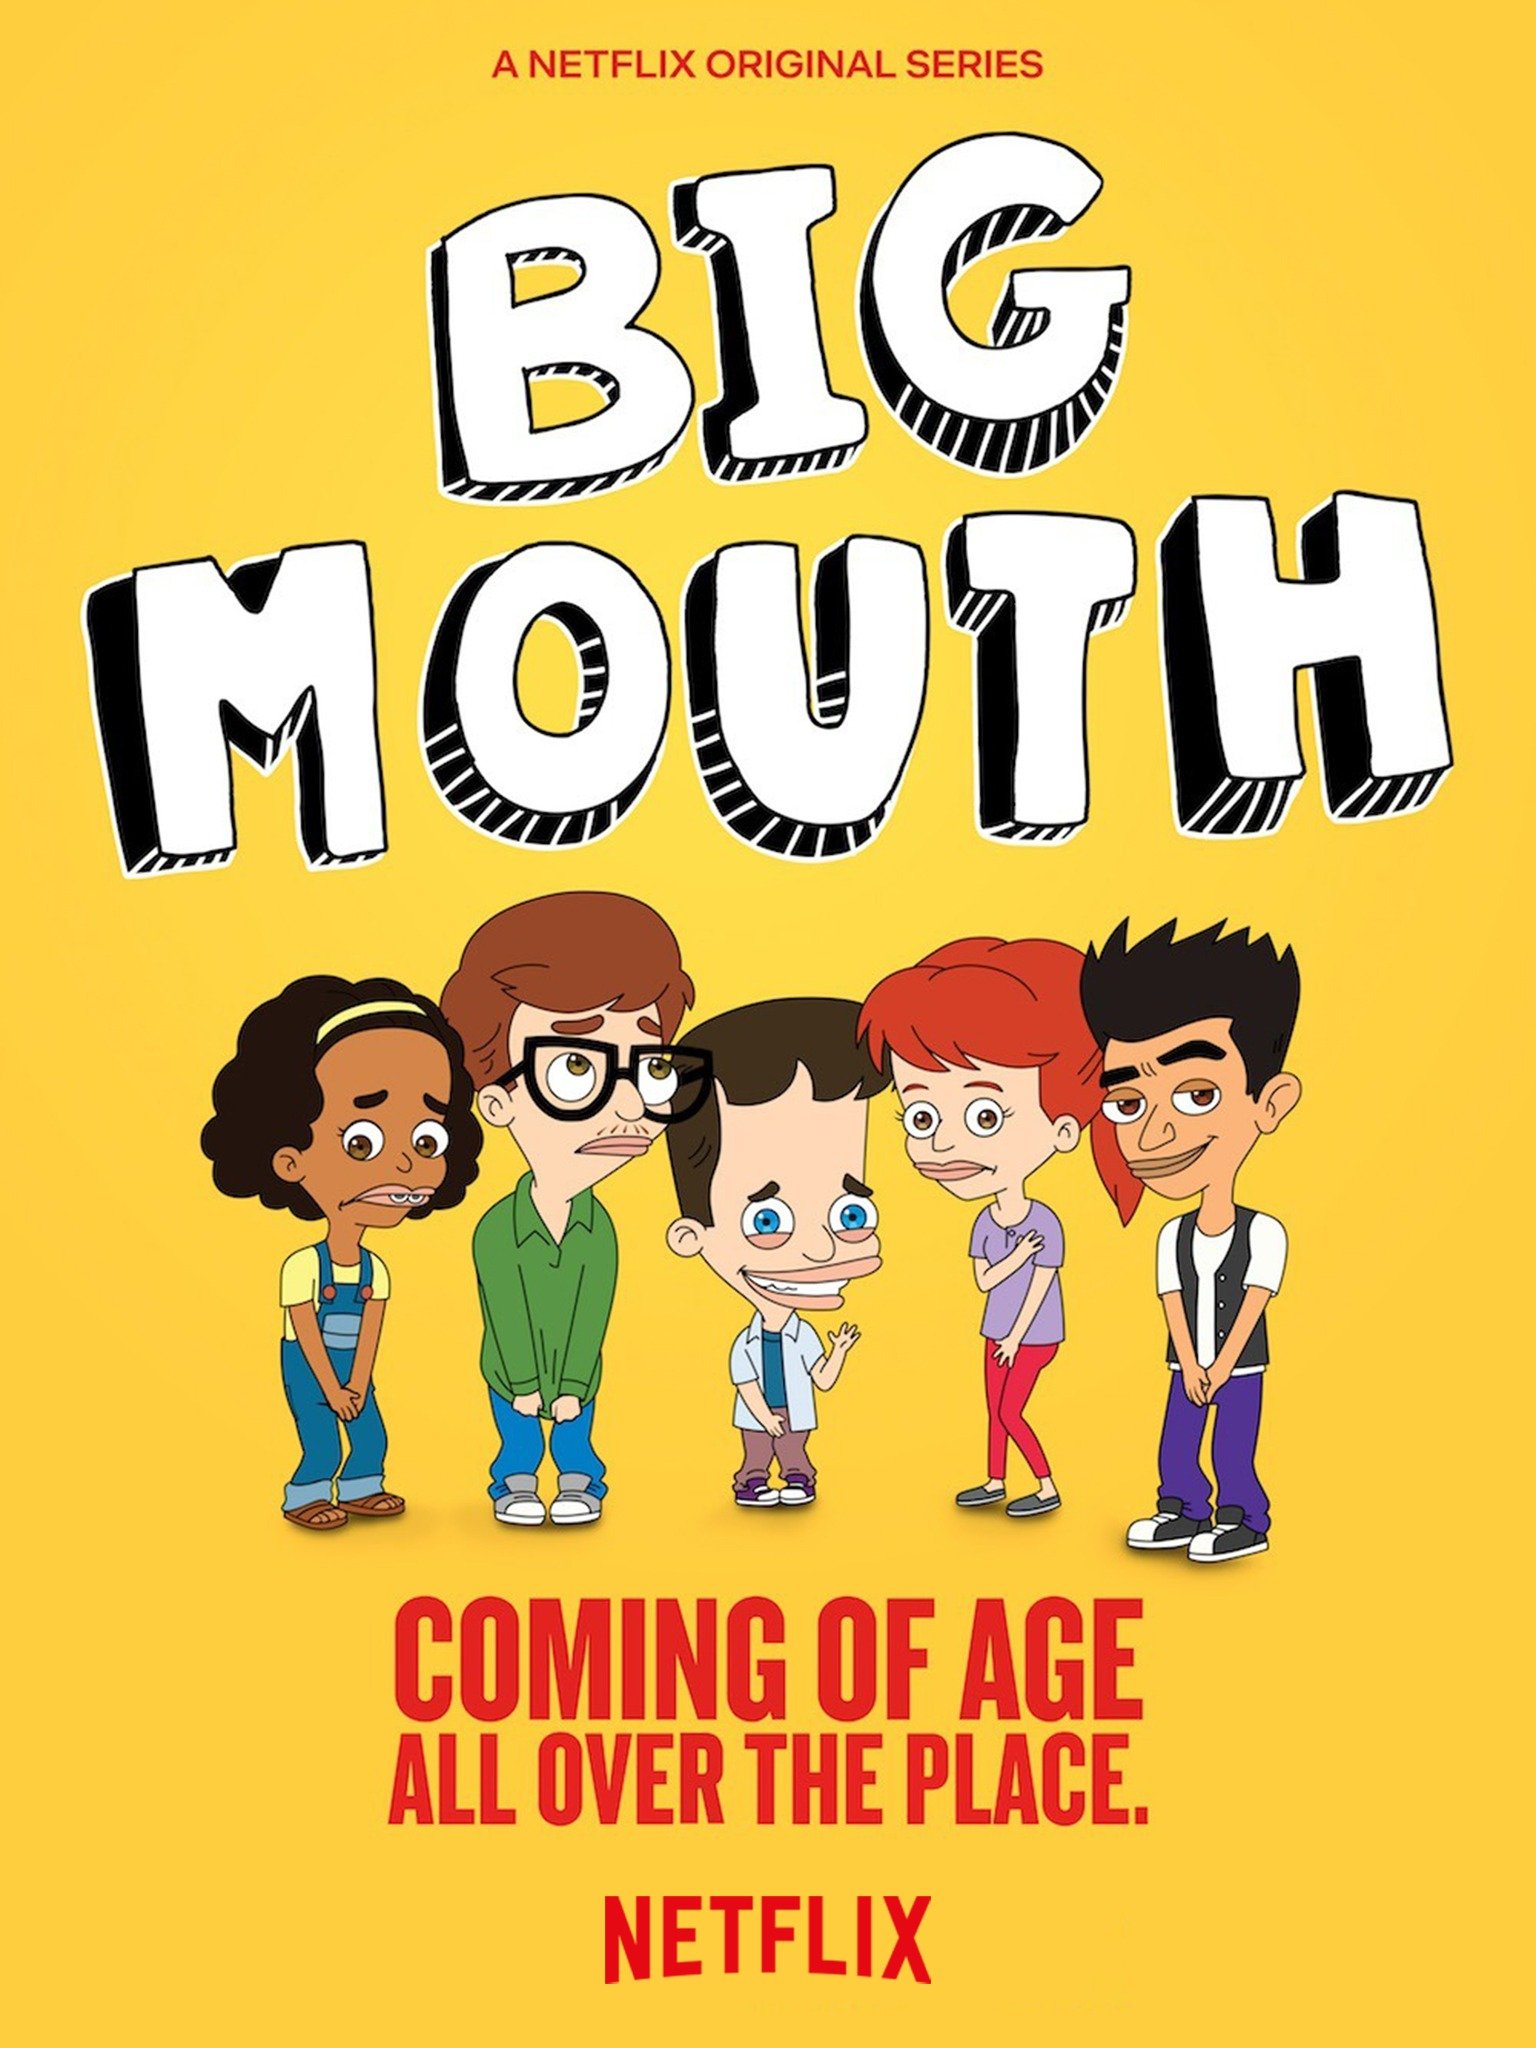 A NETFLIX ORIGINAL SERIES
BIG
MOUTH
COMING OF AGE
ALL OVER THE PLACE.
NETFLIX